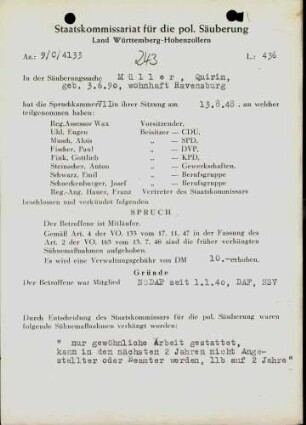 Staatskommissariat für die pol. Säuberung
Land Württemberg-Hohenzollern
Az.: 9/O/4133
243
L.: 436
In der Säuberungssache Müller, Quirin,
geb. 3.6.90, wohnhaft Ravensburg
hat die Spruchkammer VII in ihrer Sitzung am 13.8.48. an welcher
teilgenommen haben:
Reg.Assessor Wax Vorsitzender,
Uhl, Eugen Beisitzer — CDU,
Musch, Alois „ — SPD,
Fischer, Paul „ — DVP,
Fink, Gottlich „ — KPD,
Steinacher, Anton „ — Gewerkschaften,
Schwarz, Emil „ — Berufsgruppe
Schneckenburger, Josef „ — Berufsgruppe
Reg.-Ang. Hauer, Franz Vertreter des Staatskommissars
beschlossen und verkündet folgenden
SPRUCH
Der Betroffene ist Mitläufer.
Gemäß Art. 4 der VO. 133 vom 17. 11. 47 in der Fassung des
Art. 2 der VO. 165 vom 13. 7. 48 sind die früher verhängten
Sühnemaßnahmen aufgehoben.
Es wird eine Verwaltungsgebühr von DM 10.- erhoben.
Gründe
Der Betroffene war Mitglied NSDAP seit 1.1.40, DAF, NSV
Durch Entscheidung des Staatskommissars für die pol. Säuberung waren
folgende Sühnemaßnahmen verhängt worden:
" nur gewöhnliche Arbeit gestattet,
kann in den nächsten 2 Jahren nicht Ange-
stellter oder Beamter werden, llb auf 2 Jahre"